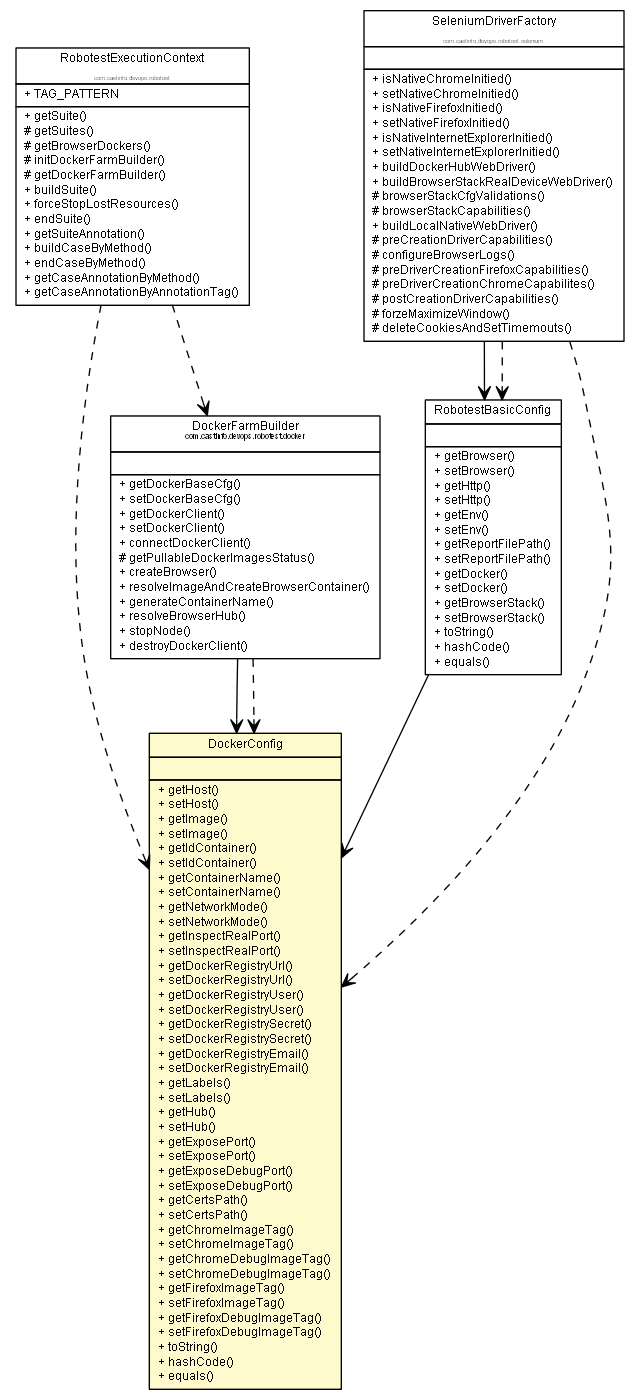 RobotestExecutionContext
com.castinfo.devops.robotest
+ TAG_PATTERN
+ getSuite()
# getSuites()
# getBrowserDockers()
# initDockerFarmBuilder()
# getDockerFarmBuilder()
+ buildSuite()
+ forceStopLostResources()
+ endSuite()
+ getSuiteAnnotation()
+ buildCaseByMethod()
+ endCaseByMethod()
+ getCaseAnnotationByMethod()
+ getCaseAnnotationByAnnotationTag()
SeleniumDriverFactory
com.castinfo.devops.robotest.selenium
+ isNativeChromeInitied()
+ setNativeChromeInitied()
+ isNativeFirefoxInitied()
+ setNativeFirefoxInitied()
+ isNativeInternetExplorerInitied()
+ setNativeInternetExplorerInitied()
+ buildDockerHubWebDriver()
+ buildBrowserStackRealDeviceWebDriver()
# browserStackCfgValidations()
# browserStackCapabilities()
+ buildLocalNativeWebDriver()
# preCreationDriverCapabilities()
# configureBrowserLogs()
# preDriverCreationFirefoxCapabilities()
# preDriverCreationChromeCapabilites()
# postCreationDriverCapabilities()
# forzeMaximizeWindow()
# deleteCookiesAndSetTimemouts()
DockerFarmBuilder
com.castinfo.devops.robotest.docker
+ getDockerBaseCfg()
+ setDockerBaseCfg()
+ getDockerClient()
+ setDockerClient()
+ connectDockerClient()
# getPullableDockerImagesStatus()
+ createBrowser()
+ resolveImageAndCreateBrowserContainer()
+ generateContainerName()
+ resolveBrowserHub()
+ stopNode()
+ destroyDockerClient()
RobotestBasicConfig
+ getBrowser()
+ setBrowser()
+ getHttp()
+ setHttp()
+ getEnv()
+ setEnv()
+ getReportFilePath()
+ setReportFilePath()
+ getDocker()
+ setDocker()
+ getBrowserStack()
+ setBrowserStack()
+ toString()
+ hashCode()
+ equals()
DockerConfig
+ getHost()
+ setHost()
+ getImage()
+ setImage()
+ getIdContainer()
+ setIdContainer()
+ getContainerName()
+ setContainerName()
+ getNetworkMode()
+ setNetworkMode()
+ getInspectRealPort()
+ setInspectRealPort()
+ getDockerRegistryUrl()
+ setDockerRegistryUrl()
+ getDockerRegistryUser()
+ setDockerRegistryUser()
+ getDockerRegistrySecret()
+ setDockerRegistrySecret()
+ getDockerRegistryEmail()
+ setDockerRegistryEmail()
+ getLabels()
+ setLabels()
+ getHub()
+ setHub()
+ getExposePort()
+ setExposePort()
+ getExposeDebugPort()
+ setExposeDebugPort()
+ getCertsPath()
+ setCertsPath()
+ getChromeImageTag()
+ setChromeImageTag()
+ getChromeDebugImageTag()
+ setChromeDebugImageTag()
+ getFirefoxImageTag()
+ setFirefoxImageTag()
+ getFirefoxDebugImageTag()
+ setFirefoxDebugImageTag()
+ toString()
+ hashCode()
+ equals()